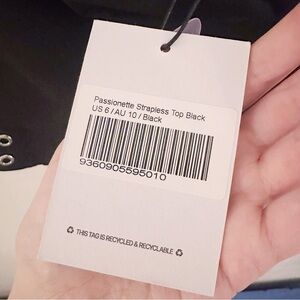 Passionette Strapless Top Black
US 6 / AU 10 / Black
9360905595010
♻ THIS TAG IS RECYCLED & RECYCLABLE ♻